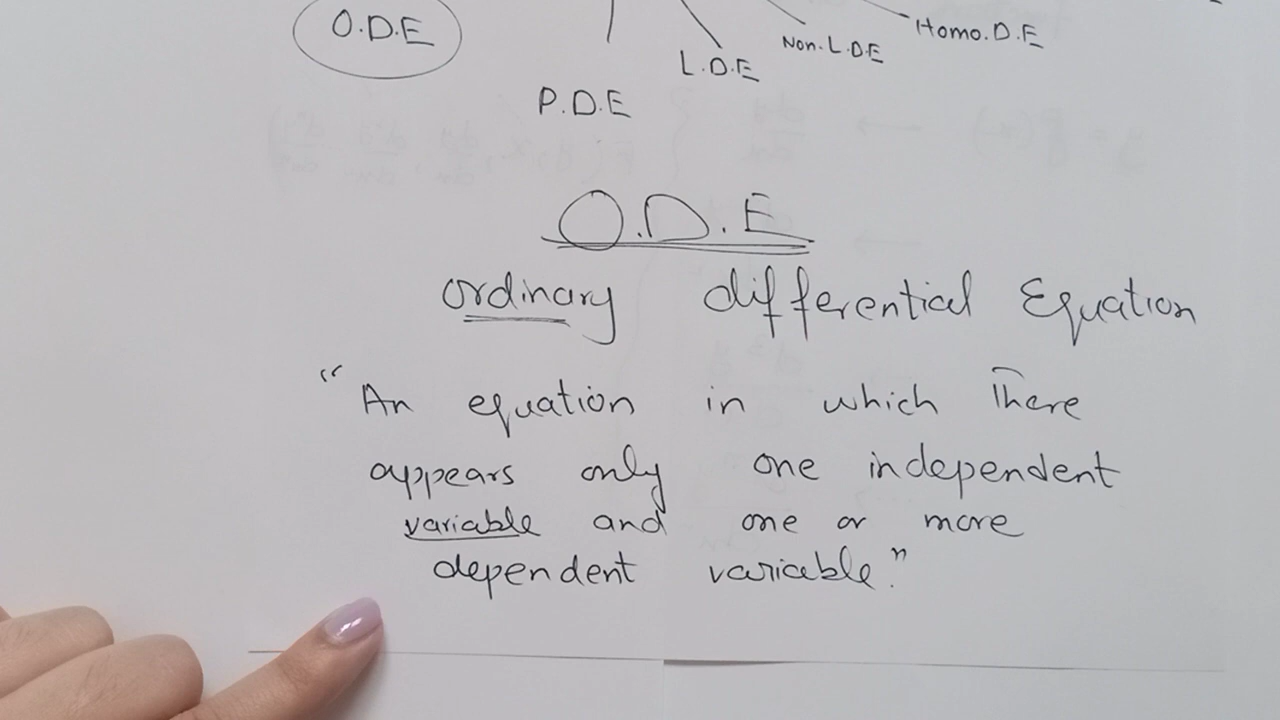 O.D.E
Homo.D.E
Non.L.D.E
L.D.E
P.D.E
O.D.E
ordinary differential Equation
"An equation in which There
appears only one independent
variable and one or more
dependent variable."